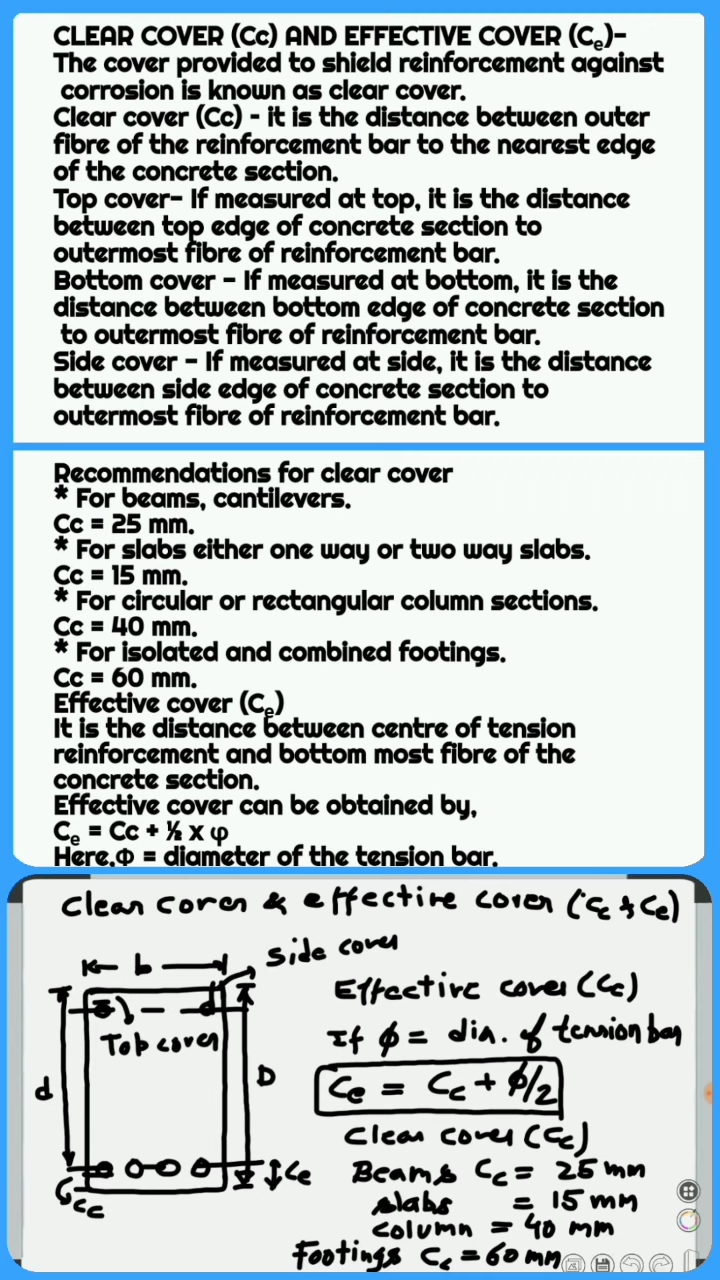 CLEAR COVER (Cc) AND EFFECTIVE COVER (Cₑ)-
The cover provided to shield reinforcement against
corrosion is known as clear cover.
Clear cover (Cc) - it is the distance between outer
fibre of the reinforcement bar to the nearest edge
of the concrete section.
Top cover- If measured at top, it is the distance
between top edge of concrete section to
outermost fibre of reinforcement bar.
Bottom cover - If measured at bottom, it is the
distance between bottom edge of concrete section
to outermost fibre of reinforcement bar.
Side cover - If measured at side, it is the distance
between side edge of concrete section to
outermost fibre of reinforcement bar.
Recommendations for clear cover
* For beams, cantilevers.
Cc = 25 mm.
* For slabs either one way or two way slabs.
Cc = 15 mm.
* For circular or rectangular column sections.
Cc = 40 mm.
* For isolated and combined footings.
Cc = 60 mm.
Effective cover (Cₑ)
It is the distance between centre of tension
reinforcement and bottom most fibre of the
concrete section.
Effective cover can be obtained by,
Cₑ = Cc + ½ x φ
Here,Φ = diameter of the tension bar.
Clear cover & effective cover (Cc & Ce)
b
side cover
Top cover
d
D
Ce
Cc
Effective cover (Cc)
If ϕ = dia. of tension bar
Ce = Cc + ϕ/2
Clear cover (Cc)
Beams Cc = 25 mm
slabs = 15 mm
column = 40 mm
Footings Cc = 60 mm